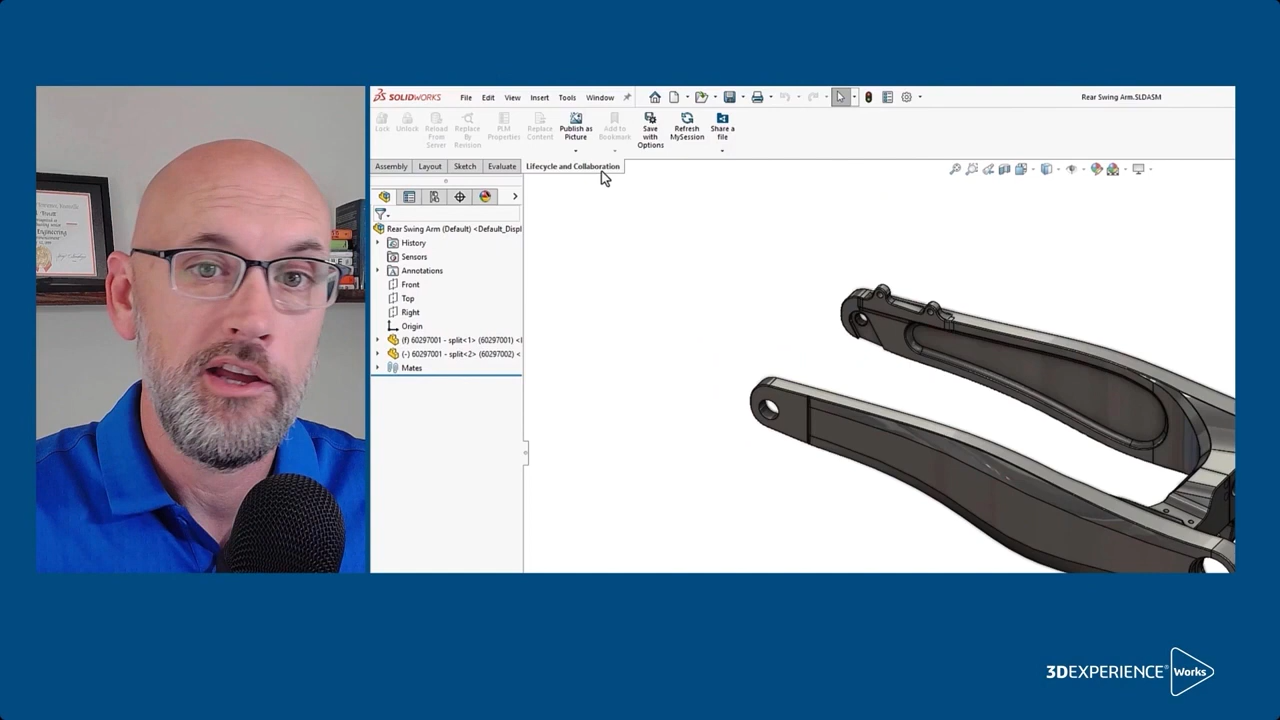 SOLIDWORKS File Edit View Insert Tools Window Rear Swing Arm.SLDASM
Lock Unlock Reload From Server Replace By Revision PLM Properties Replace Content Publish as Picture Add to Bookmark Save with Options Refresh MySession Share a file
Assembly Layout Sketch Evaluate Lifecycle and Collaboration
Rear Swing Arm (Default) <Default_Displ
History
Sensors
Annotations
Front
Top
Right
Origin
(f) 60297001 - split<1> (60297001) <
(-) 60297001 - split<2> (60297002) <
Mates
Engineering
3DEXPERIENCE® Works